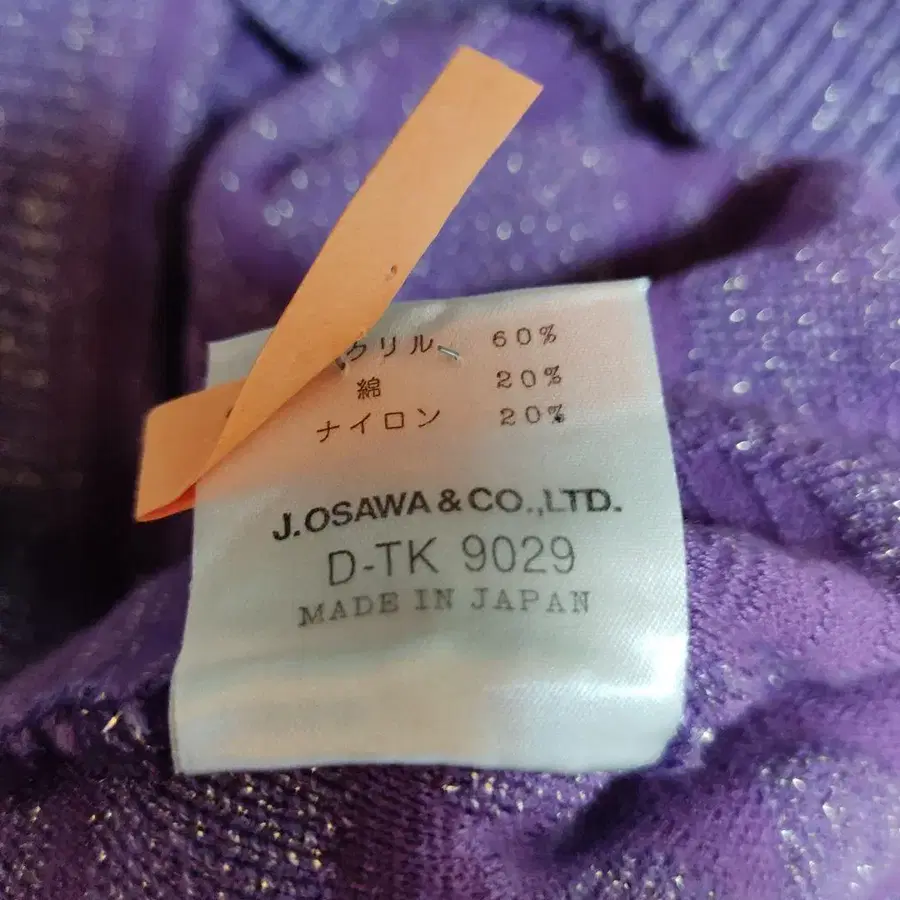 クリル 60%
綿 20%
ナイロン 20%
J.OSAWA & CO.,LTD.
D-TK 9029
MADE IN JAPAN